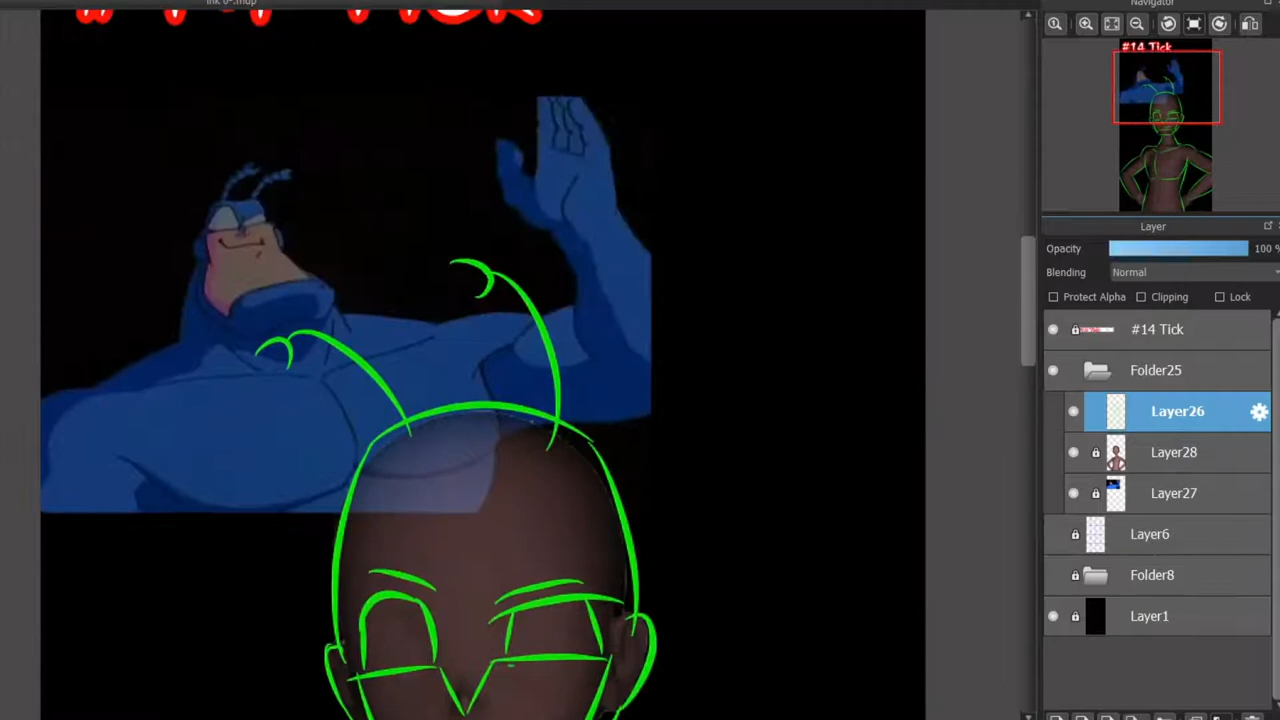 Navigator
#14 Tick
Layer
Opacity
100 %
Blending
Normal
Protect Alpha
Clipping
Lock
#14 Tick
Folder25
Layer26
Layer28
Layer27
Layer6
Folder8
Layer1